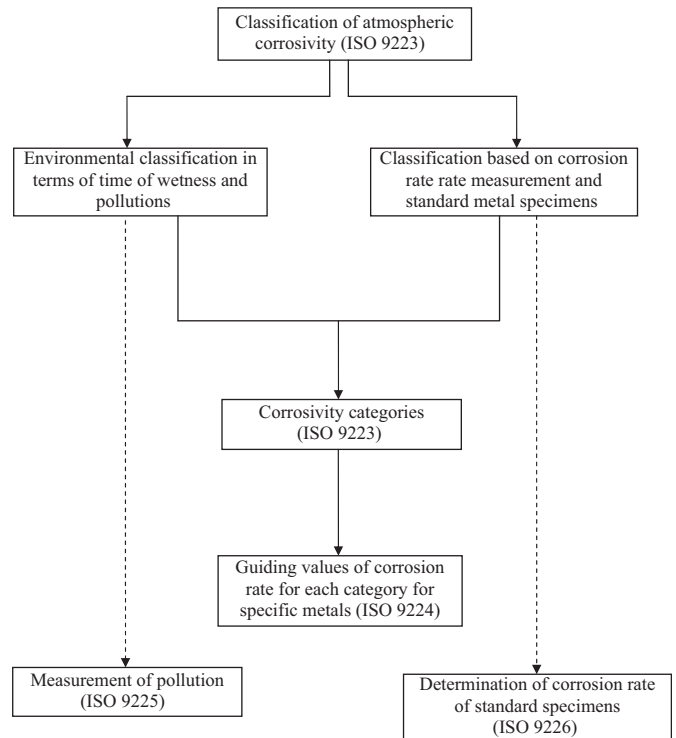 Classification of atmospheric
corrosivity (ISO 9223)
Environmental classification in
terms of time of wetness and
pollutions
Classification based on corrosion
rate rate measurement and
standard metal specimens
Corrosivity categories
(ISO 9223)
Guiding values of corrosion
rate for each category for
specific metals (ISO 9224)
Measurement of pollution
(ISO 9225)
Determination of corrosion rate
of standard specimens
(ISO 9226)